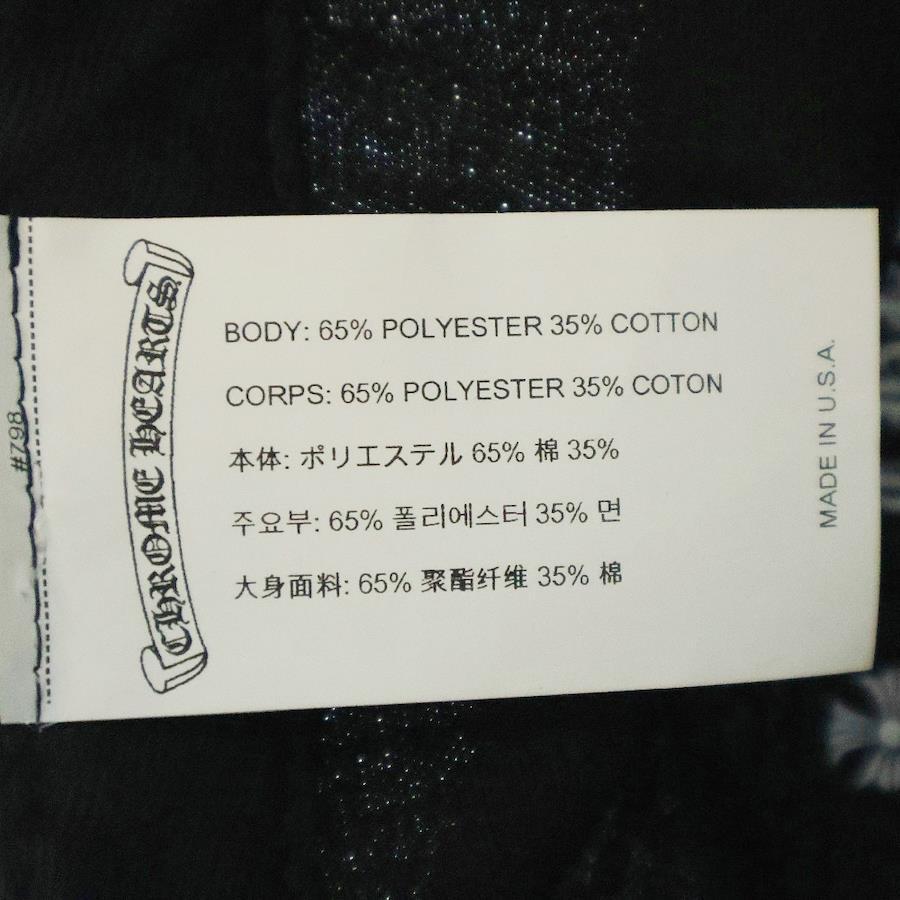 #798
CHROME HEARTS
BODY: 65% POLYESTER 35% COTTON
CORPS: 65% POLYESTER 35% COTON
本体: ポリエステル 65% 棉 35%
주요부: 65% 폴리에스터 35% 면
大身面料: 65% 聚酯纤维 35% 棉
MADE IN U.S.A.